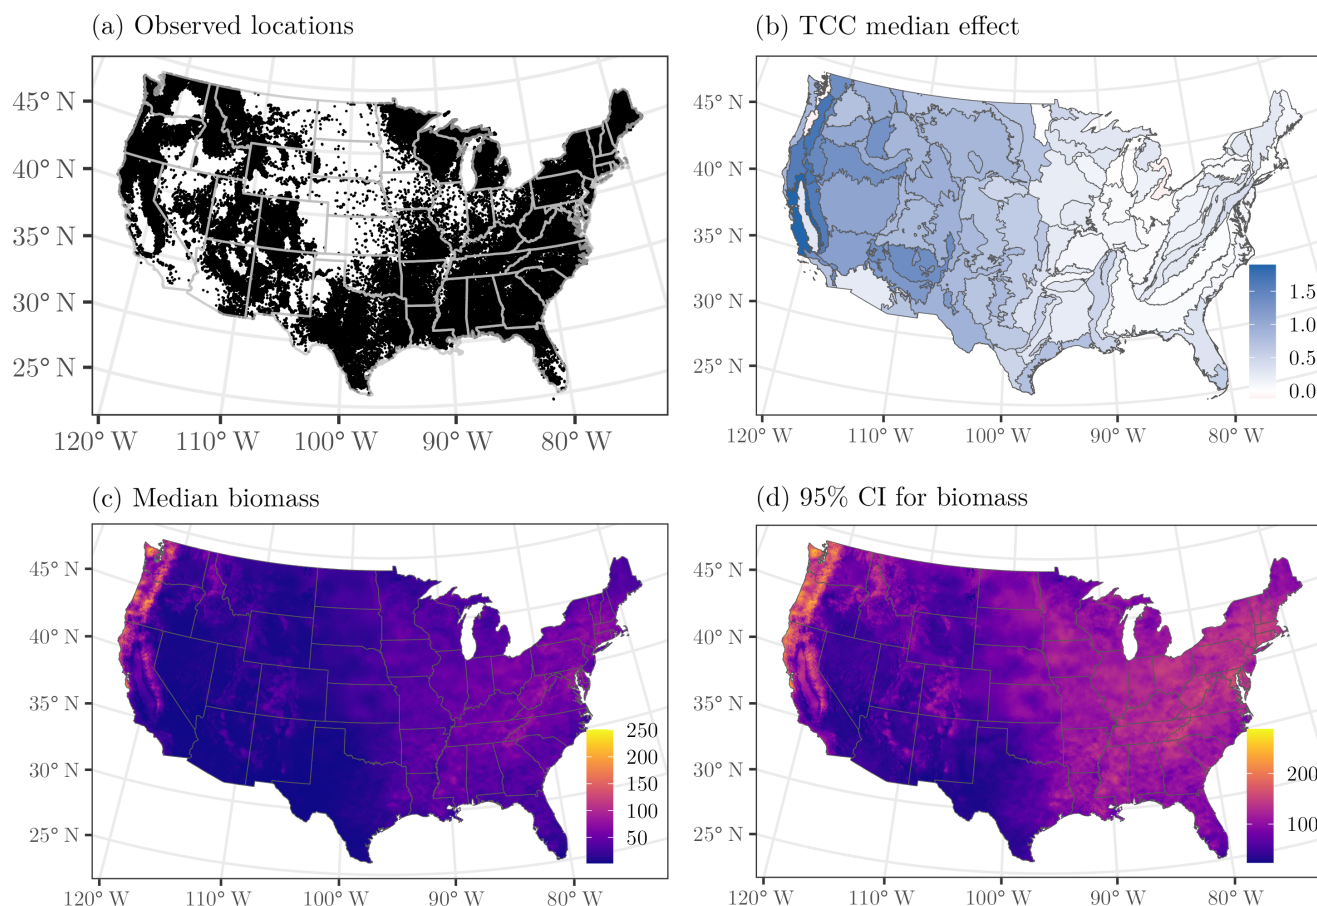 (a) Observed locations
45° N
40° N
35° N
30° N
25° N
120° W
110° W
100° W
90° W
80° W
(b) TCC median effect
45° N
40° N
35° N
30° N
25° N
1.5
1.0
0.5
0.0
120° W
110° W
100° W
90° W
80° W
(c) Median biomass
45° N
40° N
35° N
30° N
25° N
250
200
150
100
50
120° W
110° W
100° W
90° W
80° W
(d) 95% CI for biomass
45° N
40° N
35° N
30° N
25° N
200
100
120° W
110° W
100° W
90° W
80° W